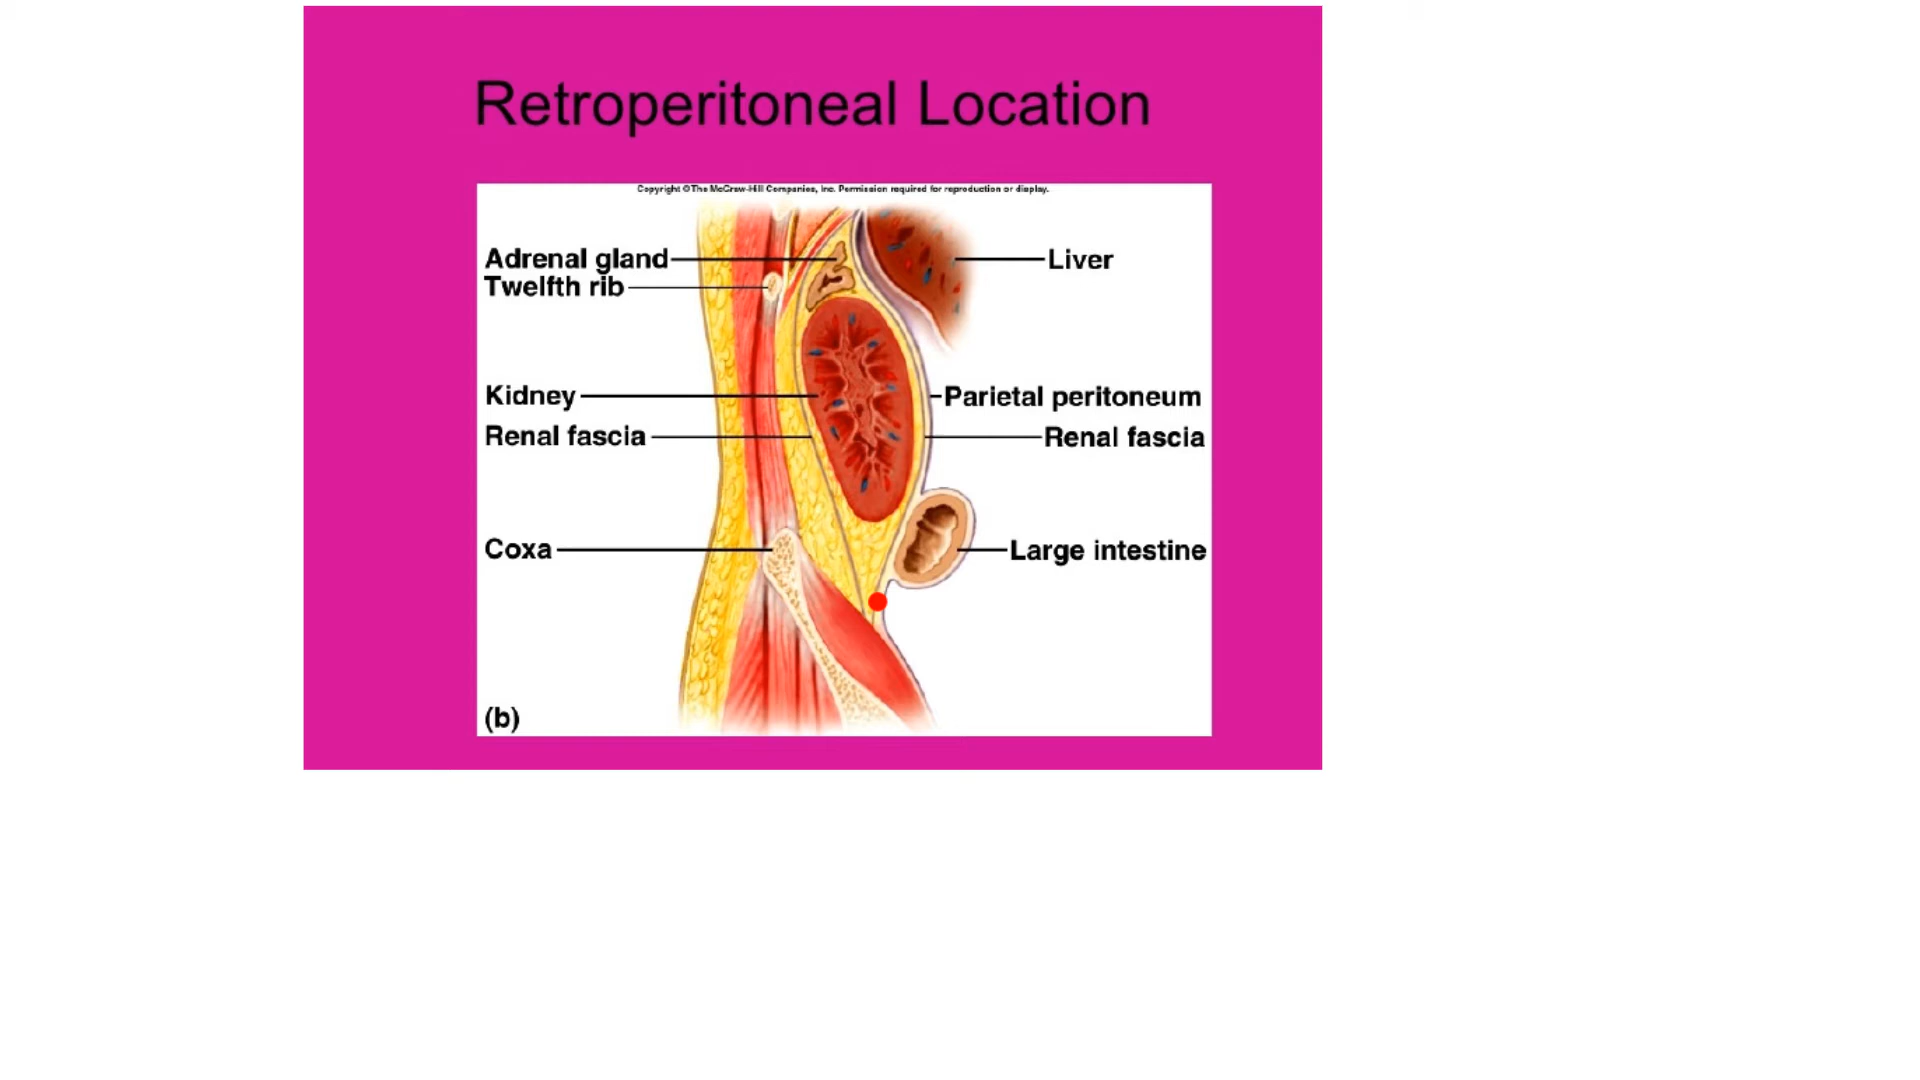 Retroperitoneal Location
Copyright © The McGraw-Hill Companies, Inc. Permission required for reproduction or display.
Adrenal gland
Liver
Twelfth rib
Kidney
Parietal peritoneum
Renal fascia
Renal fascia
Coxa
Large intestine
(b)